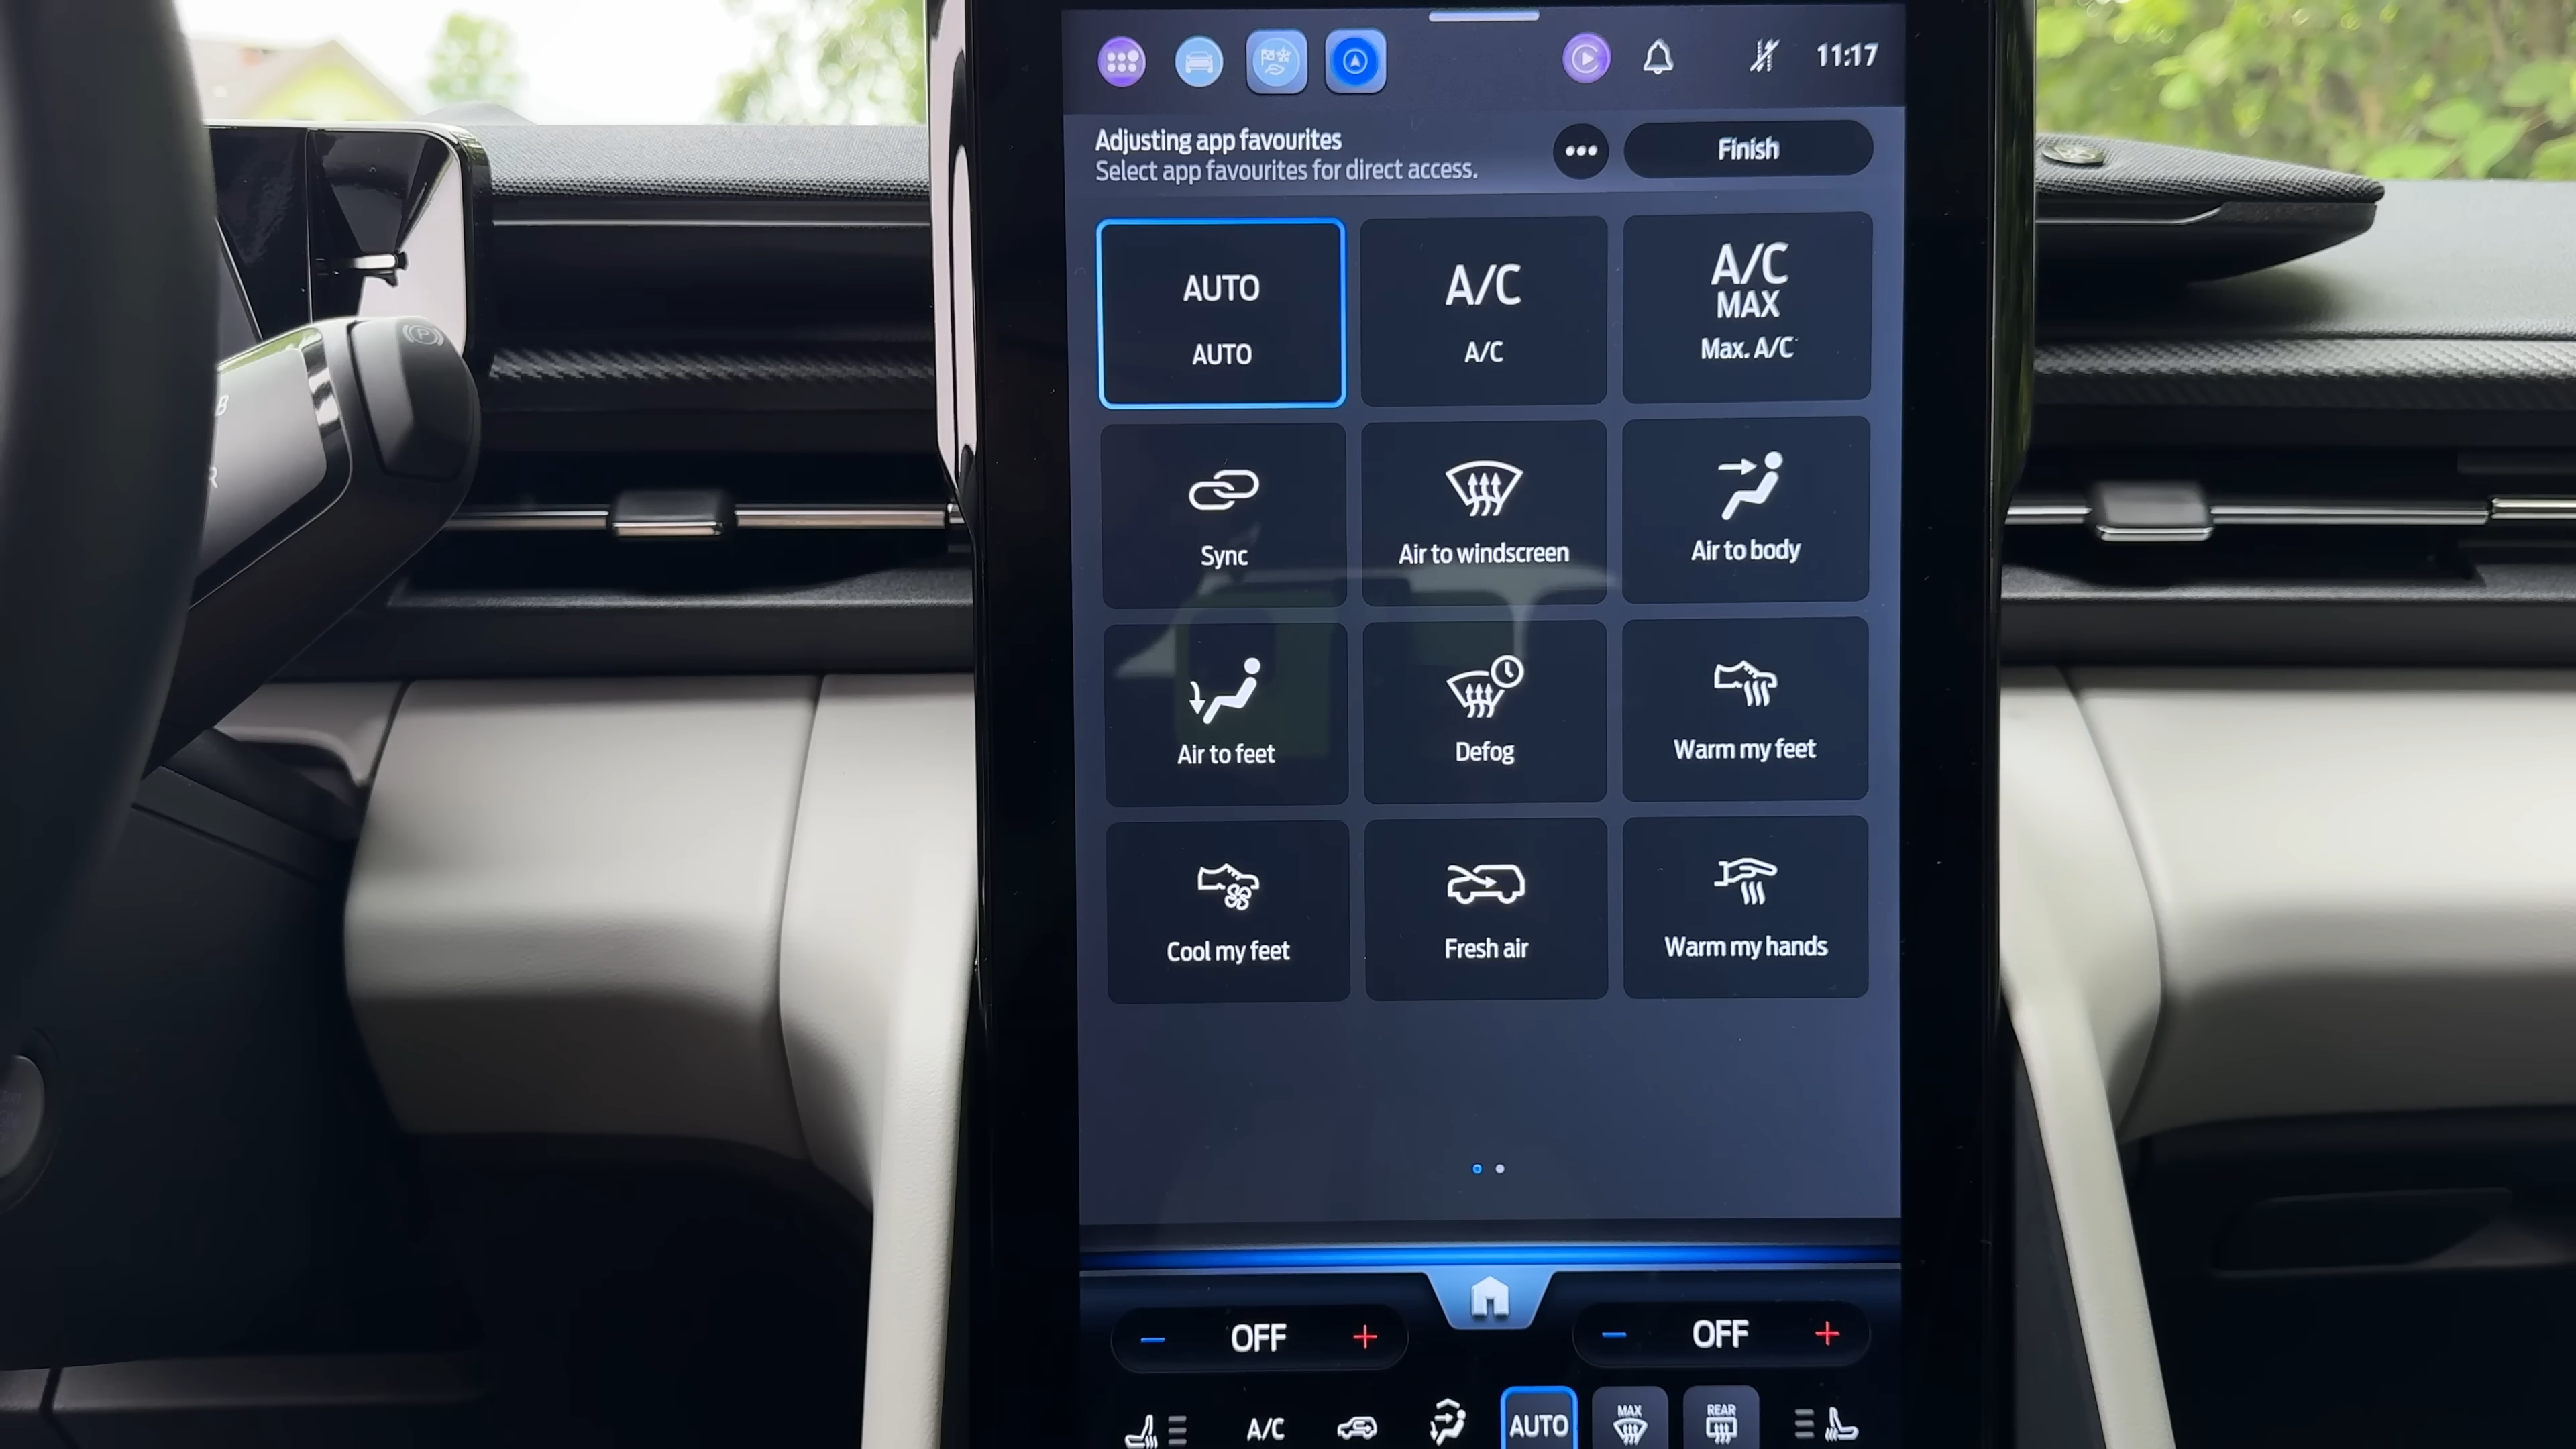 11:17
Adjusting app favourites
Select app favourites for direct access.
Finish
AUTO
AUTO
A/C
A/C
A/C
MAX
Max. A/C
Sync
Air to windscreen
Air to body
Air to feet
Defog
Warm my feet
Cool my feet
Fresh air
Warm my hands
OFF
OFF
A/C
AUTO
MAX
REAR
B
R
P